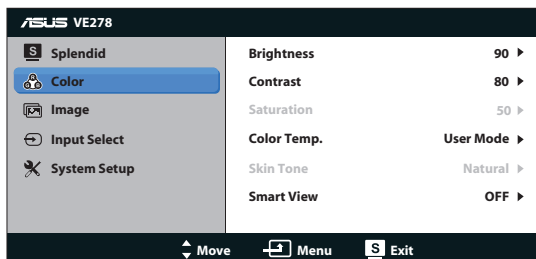 ASUS VE278
S Splendid
Color
Image
Input Select
System Setup
Brightness 90
Contrast 80
Saturation 50
Color Temp. User Mode
Skin Tone Natural
Smart View OFF
Move Menu S Exit